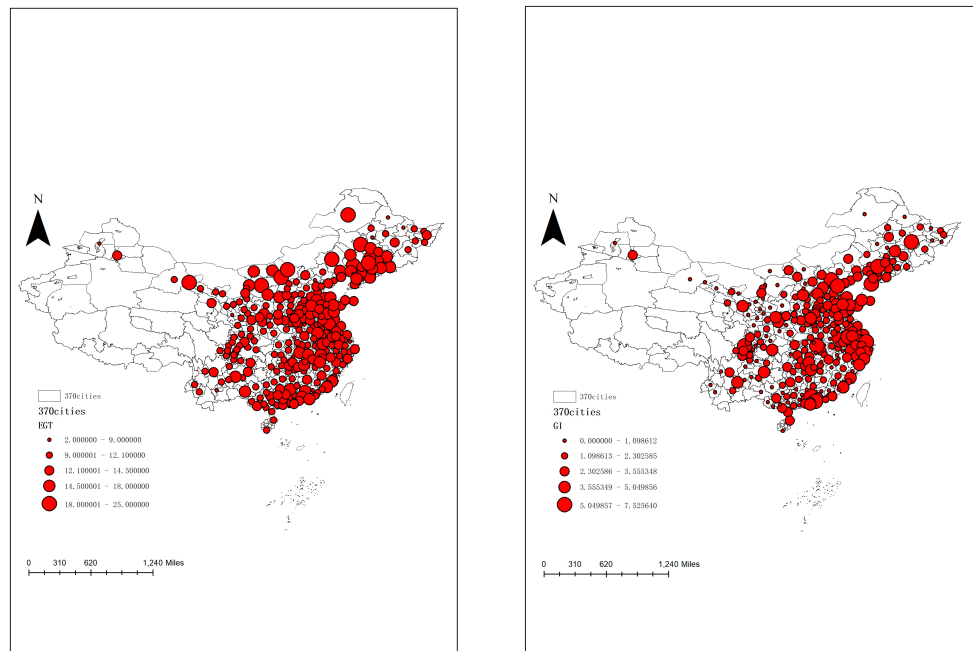 N
370cities
370cities
EGT
2.000000 - 9.000000
9.000001 - 12.100000
12.100001 - 14.500000
14.500001 - 18.000000
18.000001 - 25.000000
0 310 620 1,240 Miles
N
370cities
370cities
GI
0.000000 - 1.098612
1.098613 - 2.302585
2.302586 - 3.555348
3.555349 - 5.049856
5.049857 - 7.525640
0 310 620 1,240 Miles